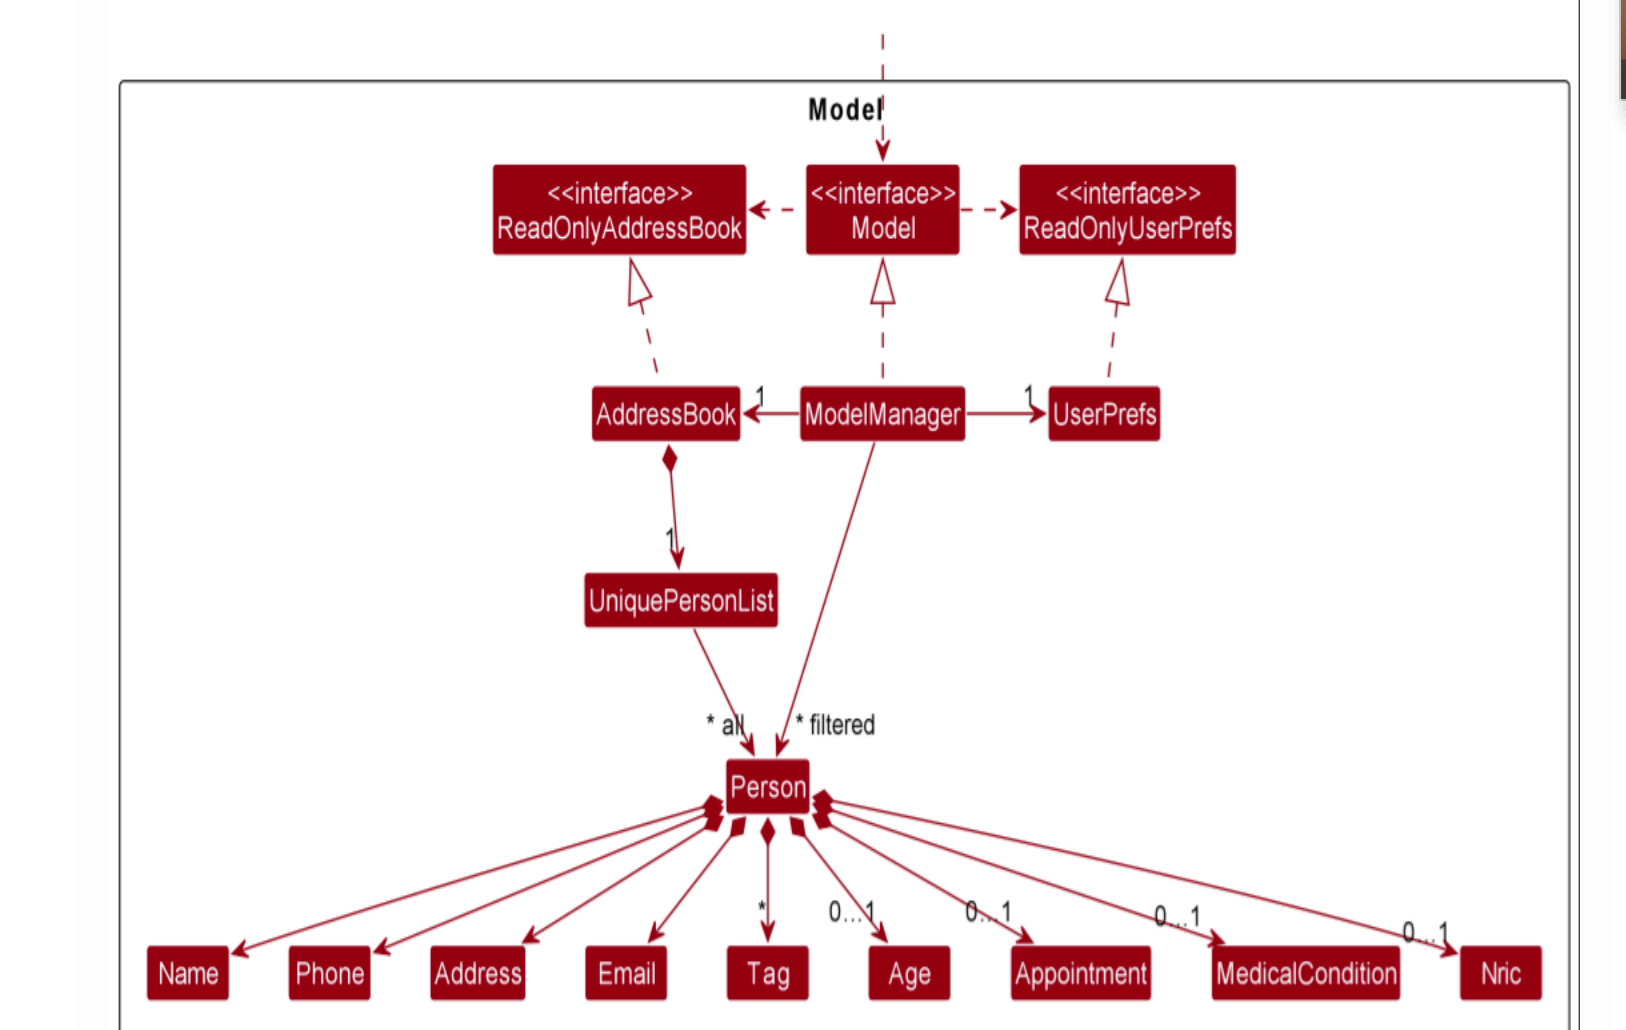 Model
<<interface>>
ReadOnlyAddressBook
<<interface>>
Model
<<interface>>
ReadOnlyUserPrefs
AddressBook
1
ModelManager
1
UserPrefs
1
UniquePersonList
* all
* filtered
Person
*
0...1
0...1
0...1
0...1
Name
Phone
Address
Email
Tag
Age
Appointment
MedicalCondition
Nric